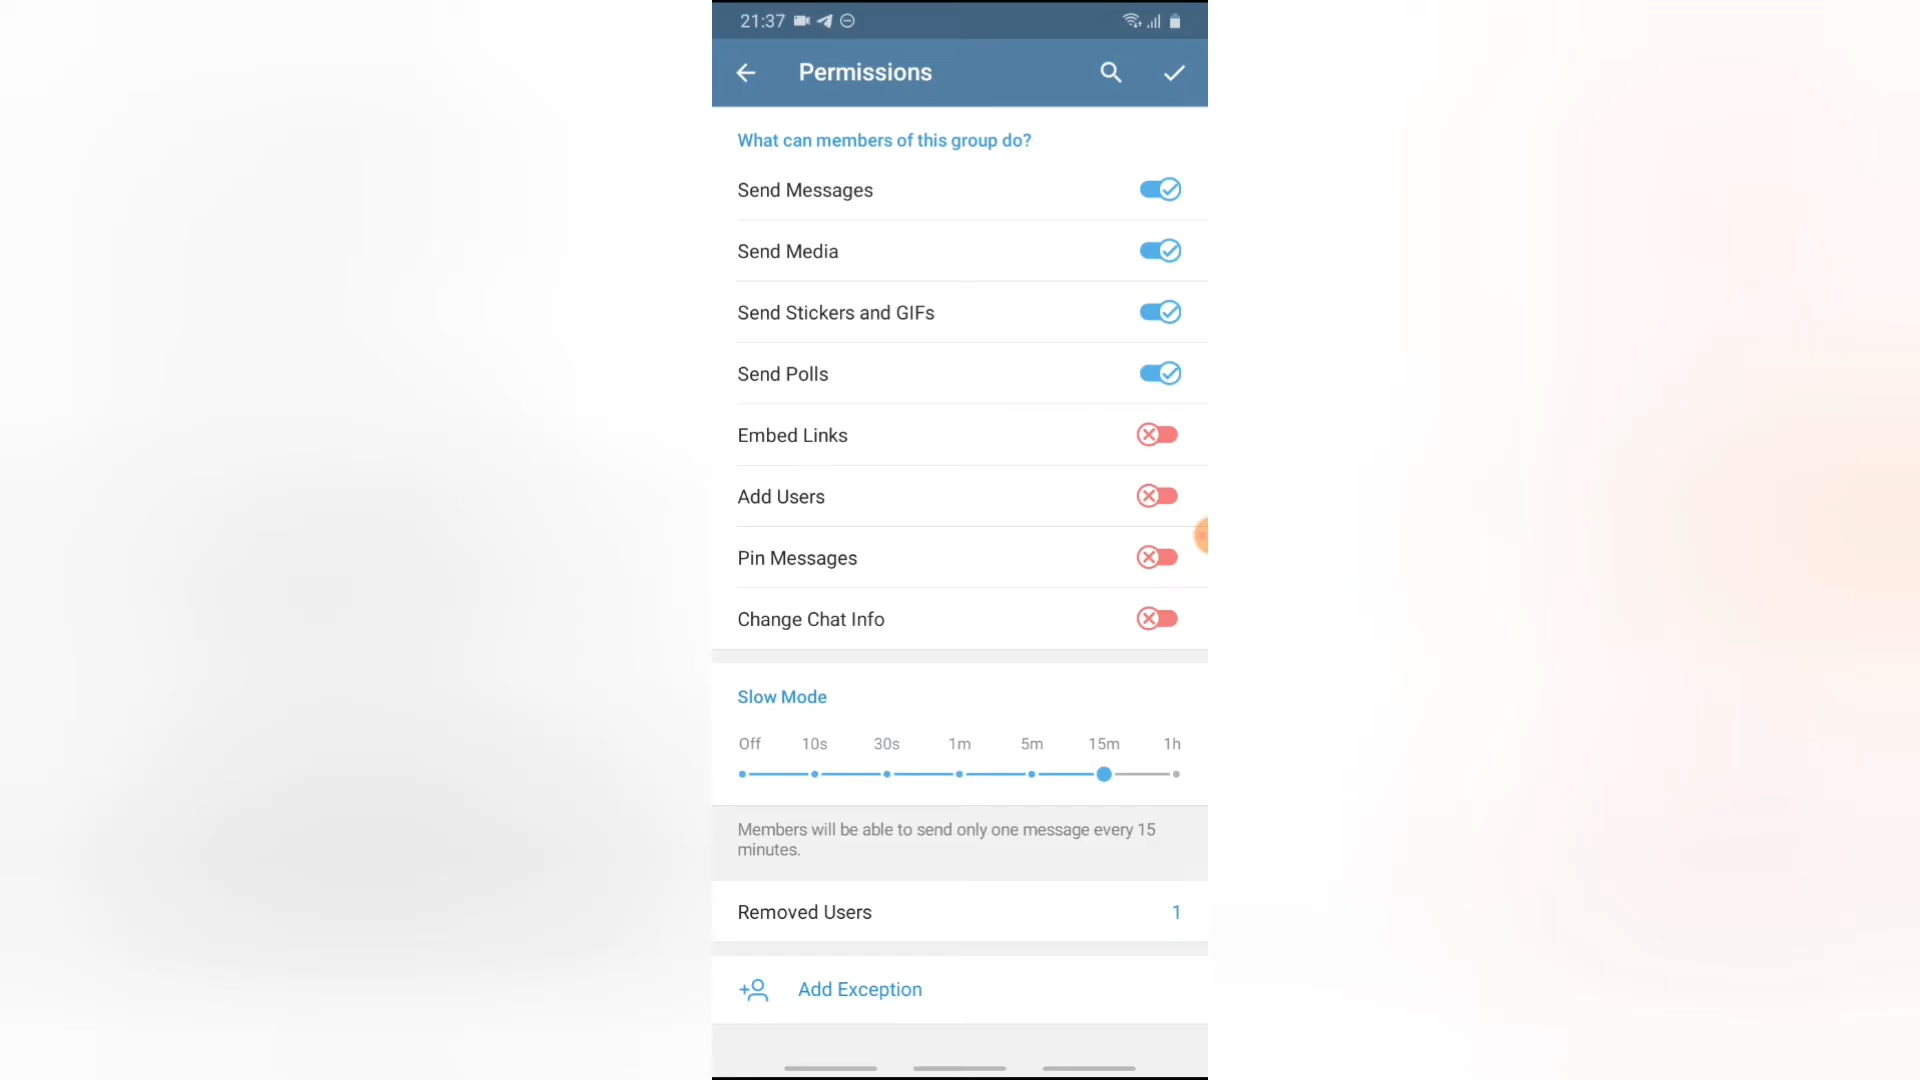 21:37
Permissions
What can members of this group do?
Send Messages
Send Media
Send Stickers and GIFs
Send Polls
Embed Links
Add Users
Pin Messages
Change Chat Info
Slow Mode
Off 10s 30s 1m 5m 15m 1h
Members will be able to send only one message every 15
minutes.
Removed Users 1
Add Exception